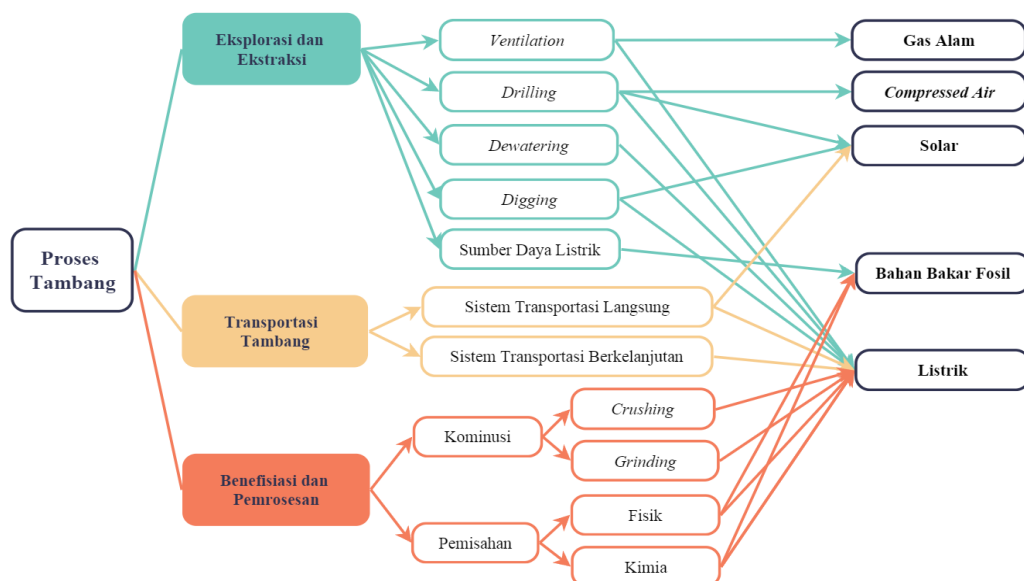 Proses
Tambang
Eksplorasi dan
Ekstraksi
Ventilation
Drilling
Dewatering
Digging
Sumber Daya Listrik
Transportasi
Tambang
Sistem Transportasi Langsung
Sistem Transportasi Berkelanjutan
Benefisiasi dan
Pemrosesan
Kominusi
Crushing
Grinding
Pemisahan
Fisik
Kimia
Gas Alam
Compressed Air
Solar
Bahan Bakar Fosil
Listrik